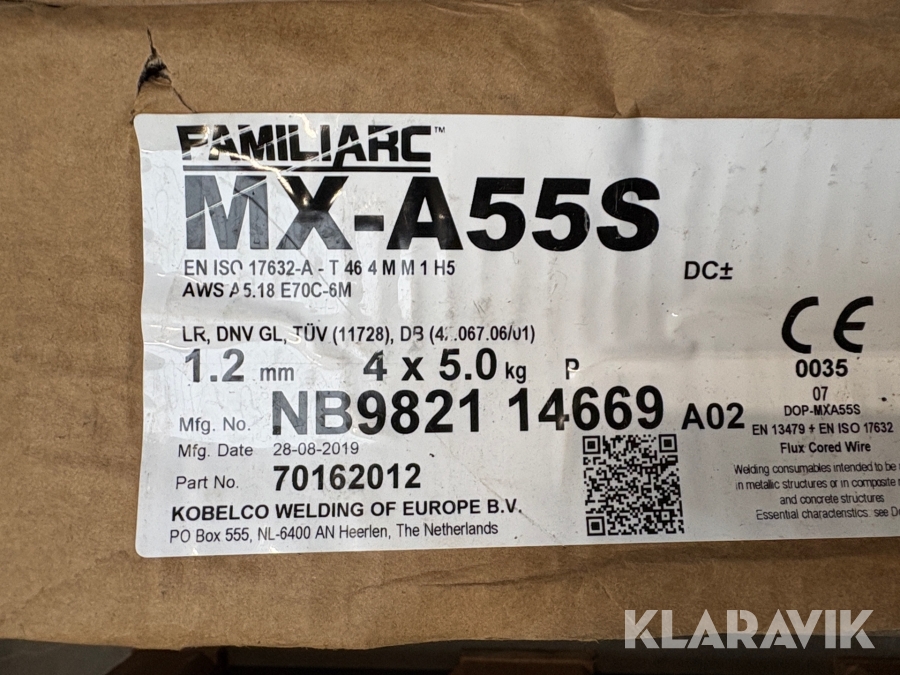 FAMILIARC™
MX-A55S
EN ISO 17632-A - T 46 4 M M 1 H5
AWS A5.18 E70C-6M
DC±
LR, DNV GL, TÜV (11728), DB
1.2 mm 4 x 5.0 kg P
Mfg. No. NB9821 14669 A02
Mfg. Date 28-08-2019
Part No. 70162012
KOBELCO WELDING OF EUROPE B.V.
PO Box 555, NL-6400 AN Heerlen, The Netherlands
CE
0035
07
DOP-MXA55S
EN 13479 + EN ISO 17632
Flux Cored Wire
Welding consumables intended to be
in metallic structures or in composite
and concrete structures
Essential characteristics: see
KLARAVIK